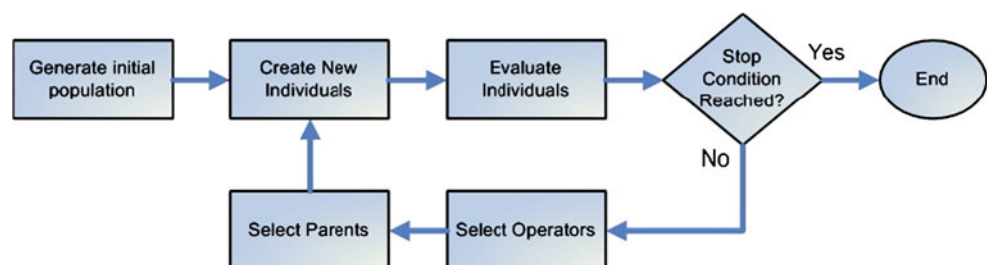 Generate initial
population
Create New
Individuals
Evaluate
Individuals
Stop
Condition
Reached?
Yes
End
No
Select Parents
Select Operators